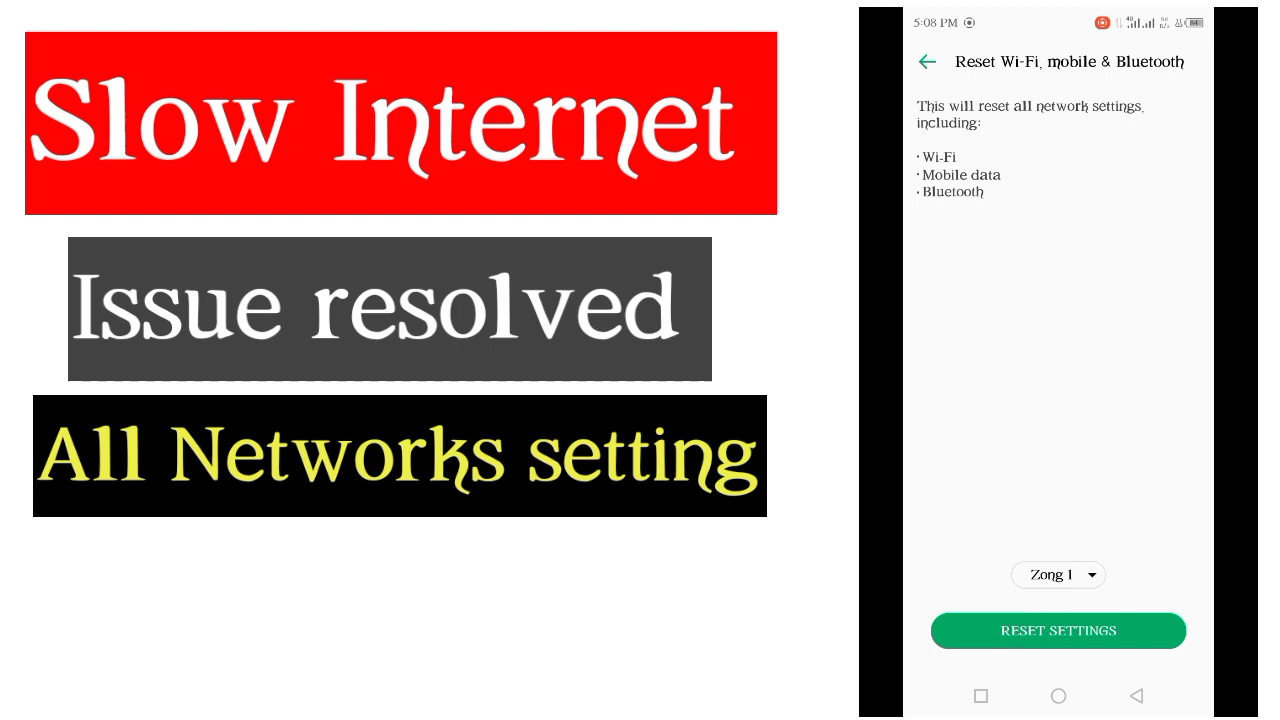 Slow Internet
Issue resolved
All Networks setting
5:08 PM
Reset Wi-Fi, mobile & Bluetooth
This will reset all network settings,
including:
• Wi-Fi
• Mobile data
• Bluetooth
Zong 1
RESET SETTINGS